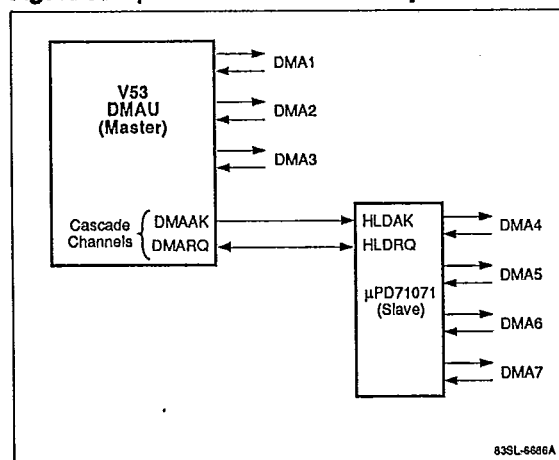 V53
DMAU
(Master)
DMA1
DMA2
DMA3
Cascade
Channels
DMAAK
DMARQ
HLDAK
HLDRQ
µPD71071
(Slave)
DMA4
DMA5
DMA6
DMA7
83SL-6686A